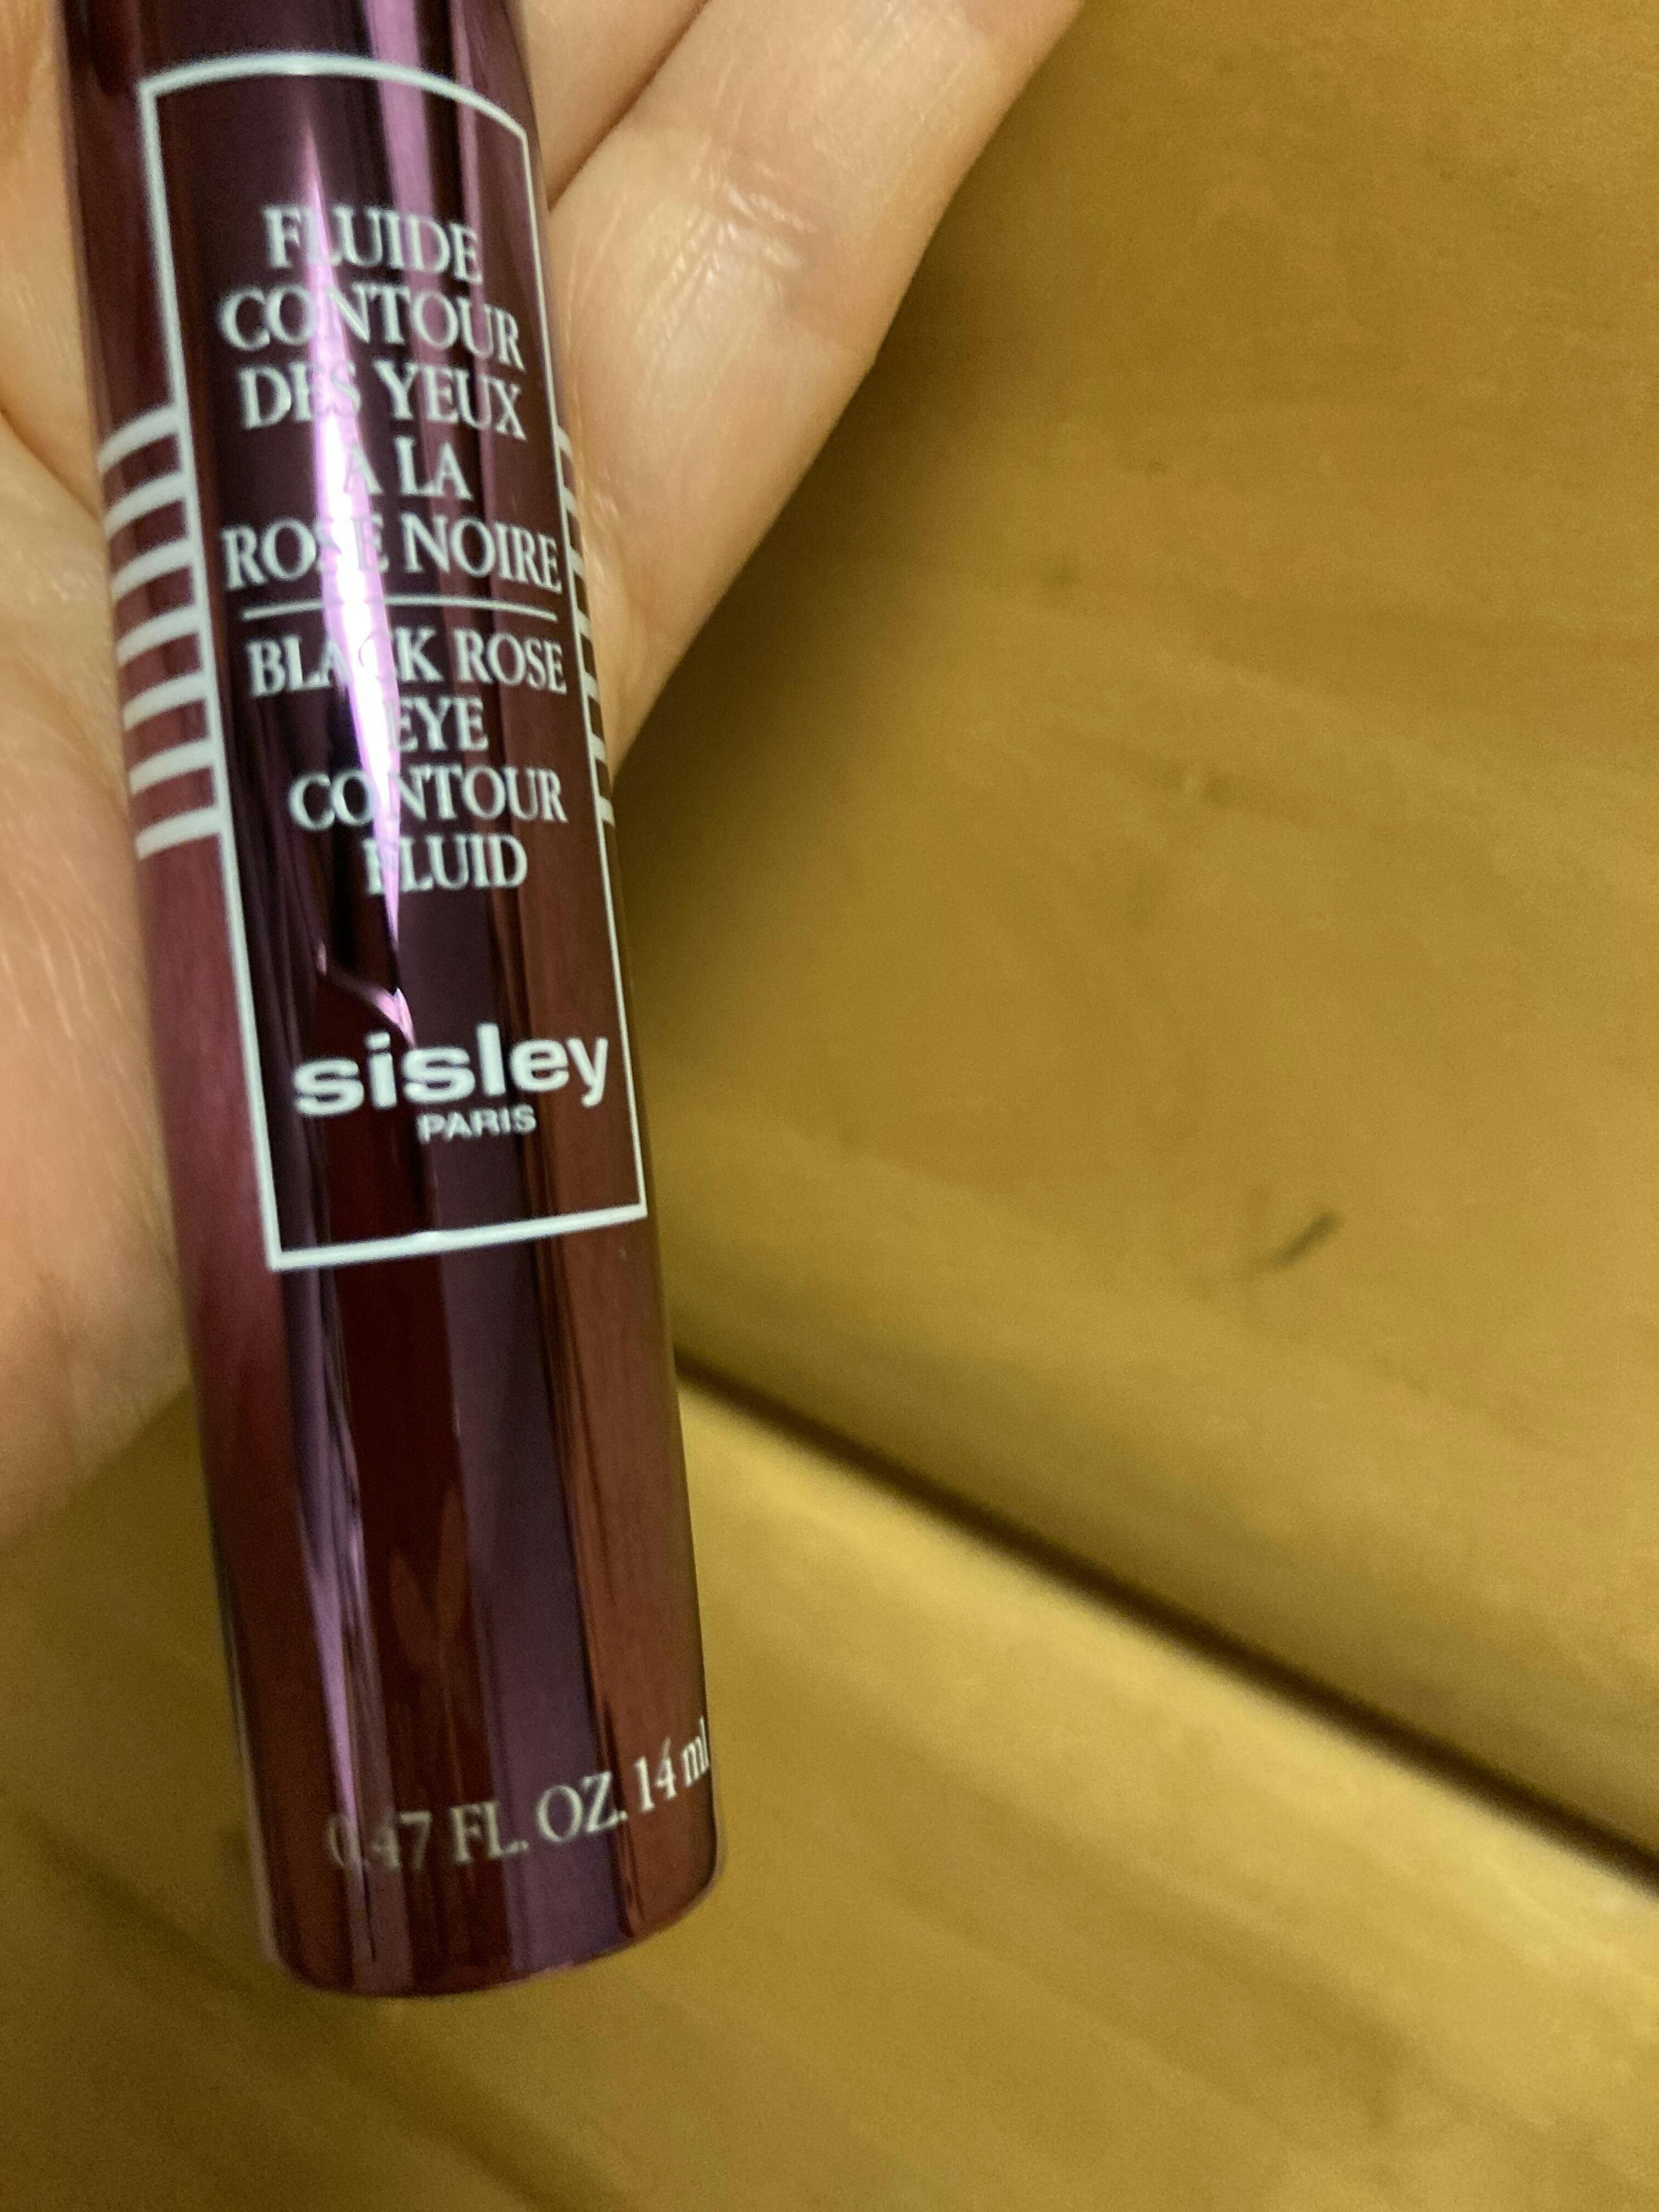 FLUIDE
CONTOUR
DES YEUX
A LA
ROSE NOIRE
BLACK ROSE
EYE
CONTOUR
FLUID
sisley
PARIS
0.47 FL. OZ. 14 ml